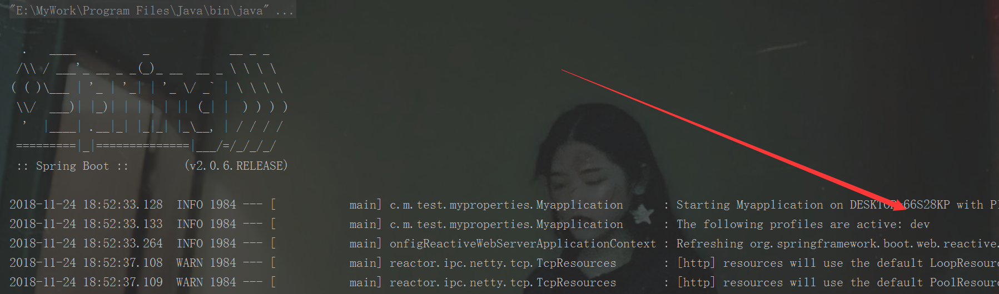 "E:\MyWork\Program Files\Java\bin\java" ...
  .   ____          _            __ _ _
 /\\ / ___'_ __ _ _(_)_ __  __ _ \ \ \ \
( ( )\___ | '_ | '_| | '_ \/ _` | \ \ \ \
 \\/  ___)| |_)| | | | | || (_| |  ) ) ) )
  '  |____| .__|_| |_|_| |_\__, | / / / /
 =========|_|==============|___/=/_/_/_/
 :: Spring Boot ::        (v2.0.6.RELEASE)
2018-11-24 18:52:33.128  INFO 1984 --- [           main] c.m.test.myproperties.Myapplication      : Starting Myapplication on DESKTOP-66S28KP with
2018-11-24 18:52:33.133  INFO 1984 --- [           main] c.m.test.myproperties.Myapplication      : The following profiles are active: dev
2018-11-24 18:52:33.264  INFO 1984 --- [           main] onfigReactiveWebServerApplicationContext : Refreshing org.springframework.boot.web.reactive.
2018-11-24 18:52:37.108  WARN 1984 --- [           main] reactor.ipc.netty.tcp.TcpResources       : [http] resources will use the default LoopResour
2018-11-24 18:52:37.109  WARN 1984 --- [           main] reactor.ipc.netty.tcp.TcpResources       : [http] resources will use the default PoolResour